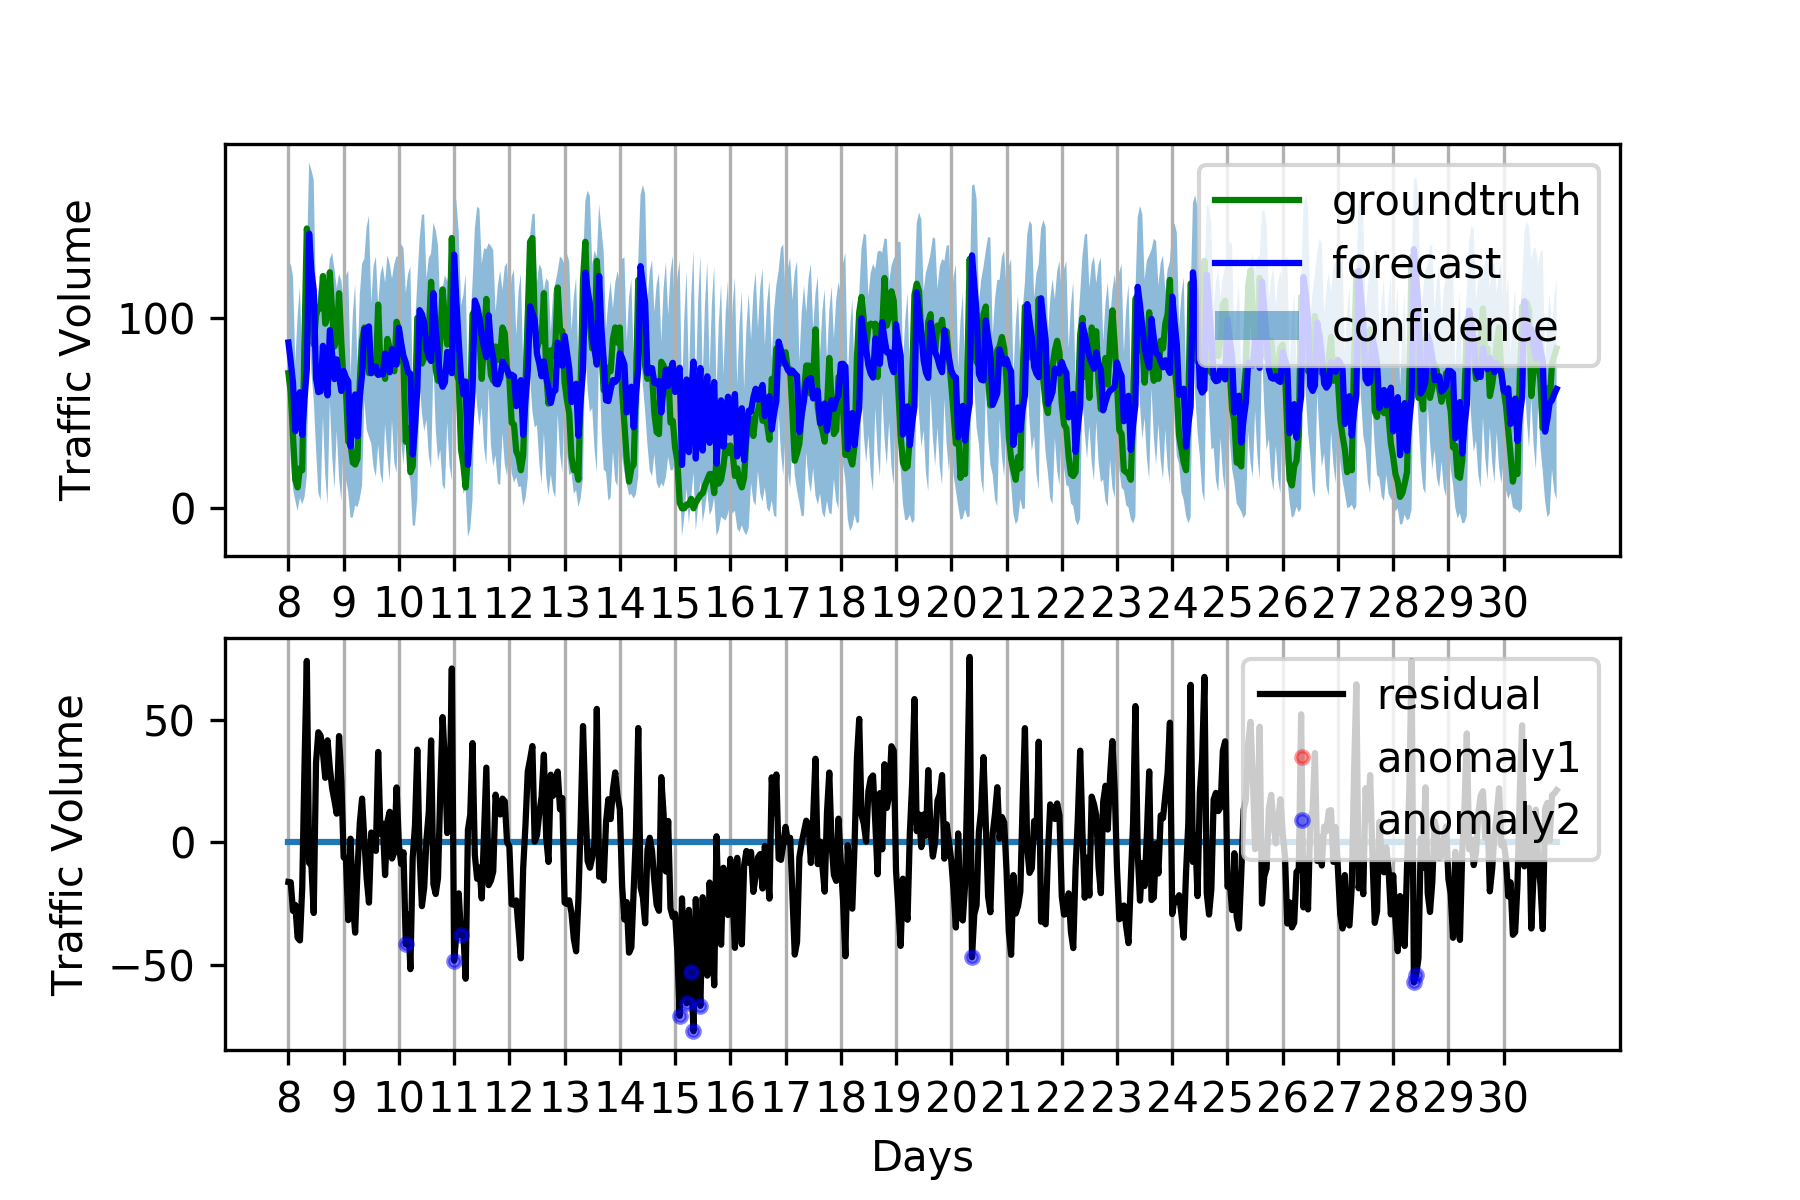 Traffic Volume
100
0
groundtruth
forecast
confidence
8 9 10 11 12 13 14 15 16 17 18 19 20 21 22 23 24 25 26 27 28 29 30
Traffic Volume
50
0
−50
residual
anomaly1
anomaly2
8 9 10 11 12 13 14 15 16 17 18 19 20 21 22 23 24 25 26 27 28 29 30
Days